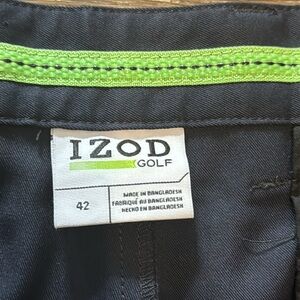 IZOD
GOLF
42
MADE IN BANGLADESH
FABRIQUÉ AU BANGLADESH
HECHO EN BANGLADESH